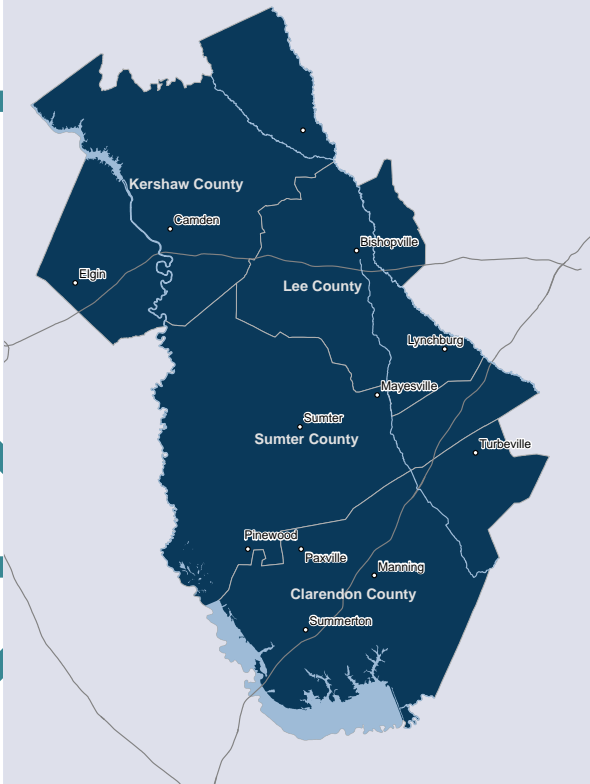 Kershaw County
Camden
Bishopville
Elgin
Lee County
Lynchburg
Mayesville
Sumter
Sumter County
Turbeville
Pinewood
Paxville
Manning
Clarendon County
Summerton